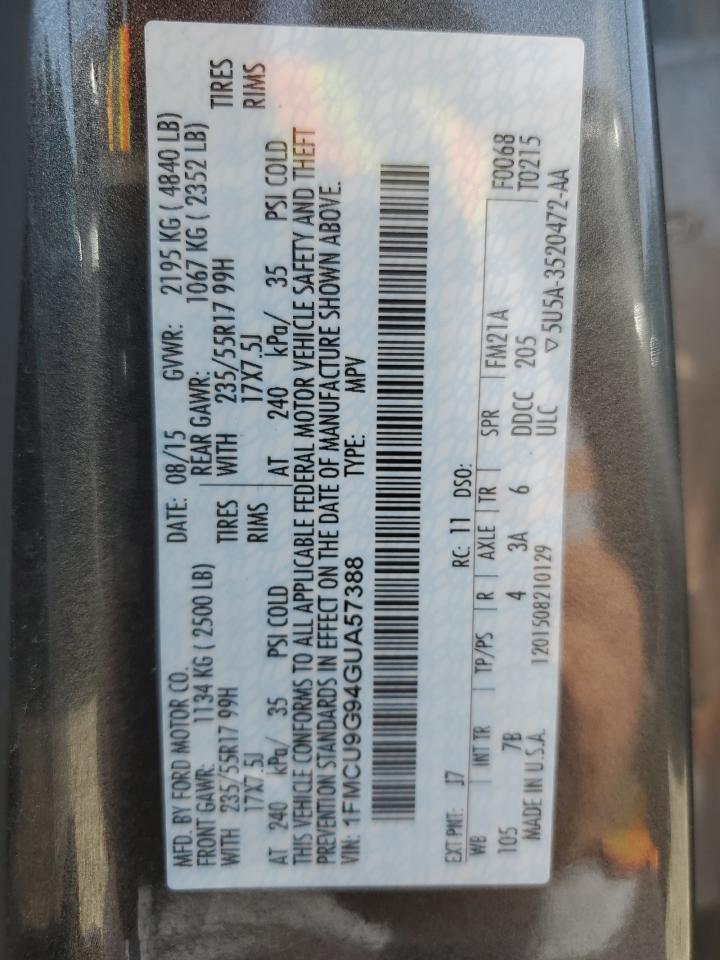 MFD. BY FORD MOTOR CO.
DATE: 08/15 GVWR: 2195 KG ( 4840 LB)
FRONT GAWR: 1134 KG ( 2500 LB) REAR GAWR: 1067 KG ( 2352 LB)
WITH 235/55R17 99H TIRES WITH 235/55R17 99H TIRES
17X7.5J RIMS 17X7.5J RIMS
AT 240 kPa/ 35 PSI COLD AT 240 kPa/ 35 PSI COLD
THIS VEHICLE CONFORMS TO ALL APPLICABLE FEDERAL MOTOR VEHICLE SAFETY AND THEFT
PREVENTION STANDARDS IN EFFECT ON THE DATE OF MANUFACTURE SHOWN ABOVE.
VIN: 1FMCU9G94GUA57388 TYPE: MPV
F0068
T0215
EXT PNT: J7 RC: 11 DSO:
WB INT TR TP/PS R AXLE TR SPR FM21A
105 7B 4 3A 6 DDCC 205
MADE IN U.S.A. 1201508210129 ULC ▽5U5A-3520472-AA